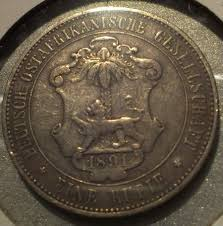 DEUTSCH OSTAFRIKANISCHE GESELLSCHAFT
1891
EINE RUPIE